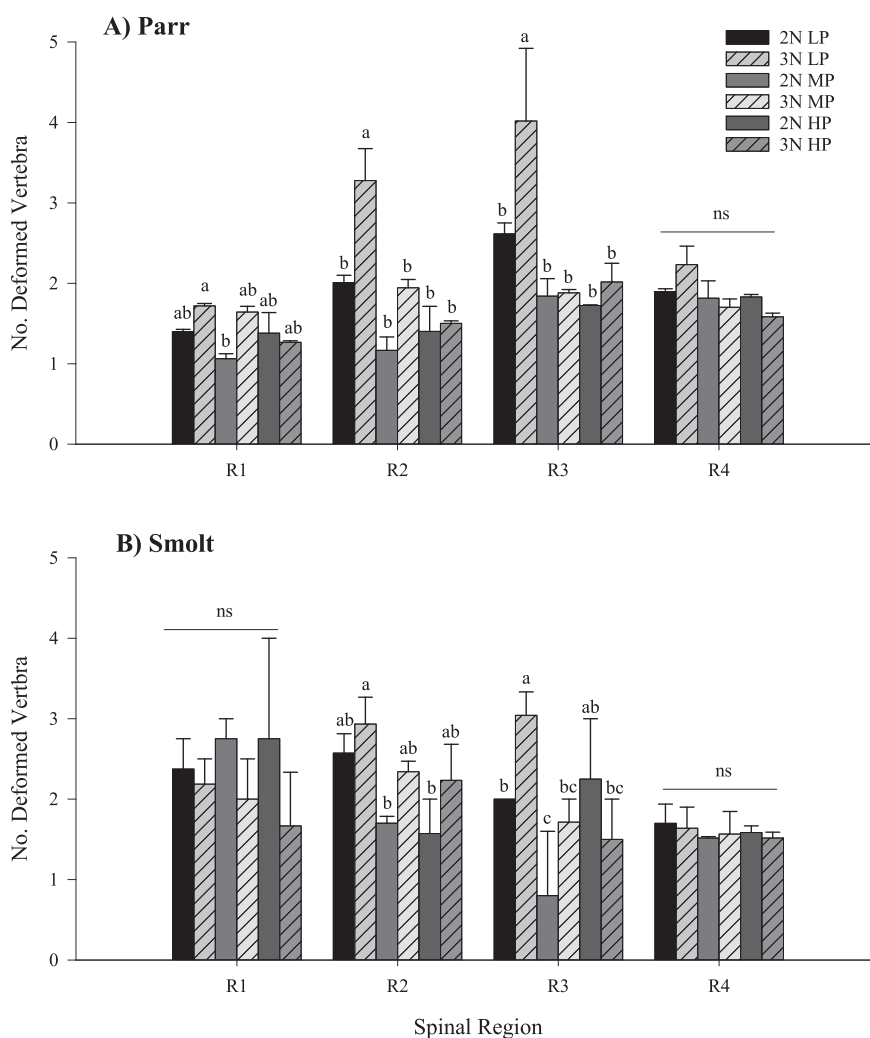 A) Parr
5
4
3
2
1
0
No. Deformed Vertebra
2N LP
3N LP
2N MP
3N MP
2N HP
3N HP
ab a b ab ab ab
b a b b b b
b a b b b b
ns
R1 R2 R3 R4
B) Smolt
5
4
3
2
1
0
No. Deformed Vertbra
ns
ab a b ab b ab
b a c bc ab bc
ns
R1 R2 R3 R4
Spinal Region